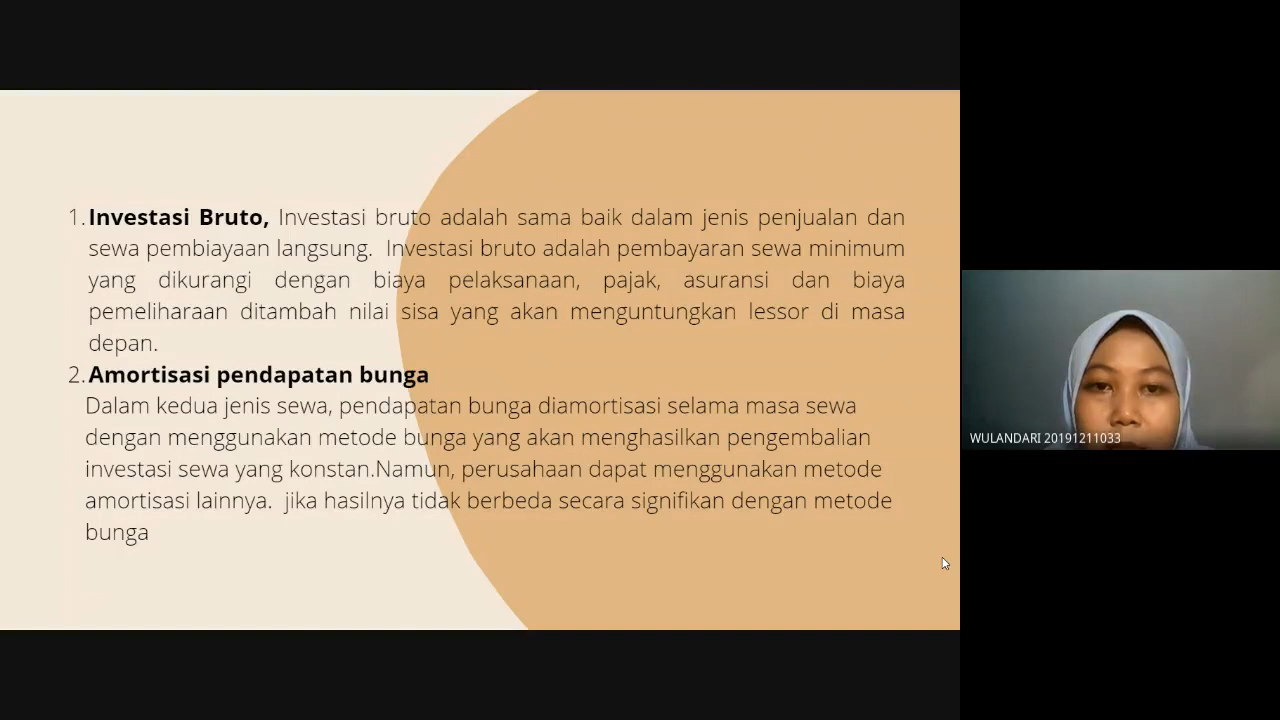 1. Investasi Bruto, Investasi bruto adalah sama baik dalam jenis penjualan dan
sewa pembiayaan langsung.  Investasi bruto adalah pembayaran sewa minimum
yang dikurangi dengan biaya pelaksanaan, pajak, asuransi dan biaya
pemeliharaan ditambah nilai sisa yang akan menguntungkan lessor di masa
depan.
2. Amortisasi pendapatan bunga
Dalam kedua jenis sewa, pendapatan bunga diamortisasi selama masa sewa
dengan menggunakan metode bunga yang akan menghasilkan pengembalian
investasi sewa yang konstan.Namun, perusahaan dapat menggunakan metode
amortisasi lainnya.  jika hasilnya tidak berbeda secara signifikan dengan metode
bunga
WULANDARI 20191211033